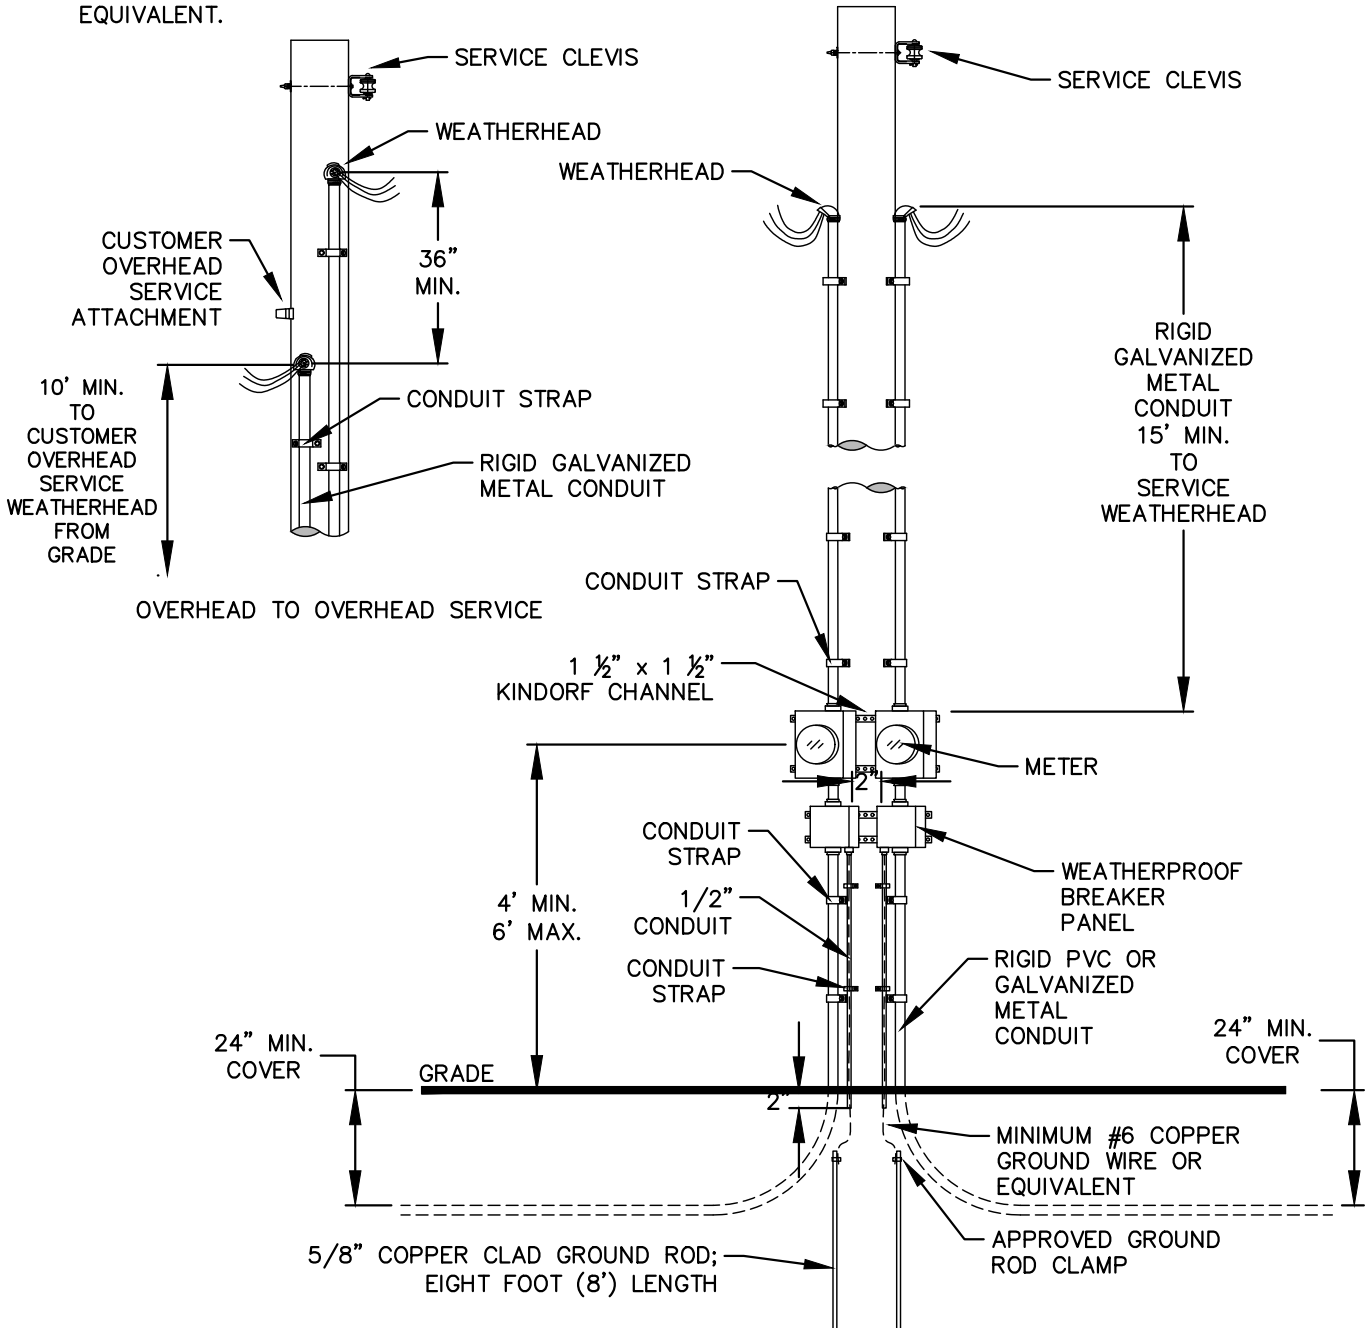 EQUIVALENT.
SERVICE CLEVIS
WEATHERHEAD
36"
MIN.
CUSTOMER
OVERHEAD
SERVICE
ATTACHMENT
10' MIN.
TO
CUSTOMER
OVERHEAD
SERVICE
WEATHERHEAD
FROM
GRADE
CONDUIT STRAP
RIGID GALVANIZED
METAL CONDUIT
OVERHEAD TO OVERHEAD SERVICE
SERVICE CLEVIS
WEATHERHEAD
RIGID
GALVANIZED
METAL
CONDUIT
15' MIN.
TO
SERVICE
WEATHERHEAD
CONDUIT STRAP
1 ½" x 1 ½"
KINDORF CHANNEL
METER
2"
CONDUIT
STRAP
WEATHERPROOF
BREAKER
PANEL
4' MIN.
6' MAX.
1/2"
CONDUIT
CONDUIT
STRAP
RIGID PVC OR
GALVANIZED
METAL
CONDUIT
24" MIN.
COVER
24" MIN.
COVER
GRADE
2"
MINIMUM #6 COPPER
GROUND WIRE OR
EQUIVALENT
5/8" COPPER CLAD GROUND ROD;
EIGHT FOOT (8') LENGTH
APPROVED GROUND
ROD CLAMP